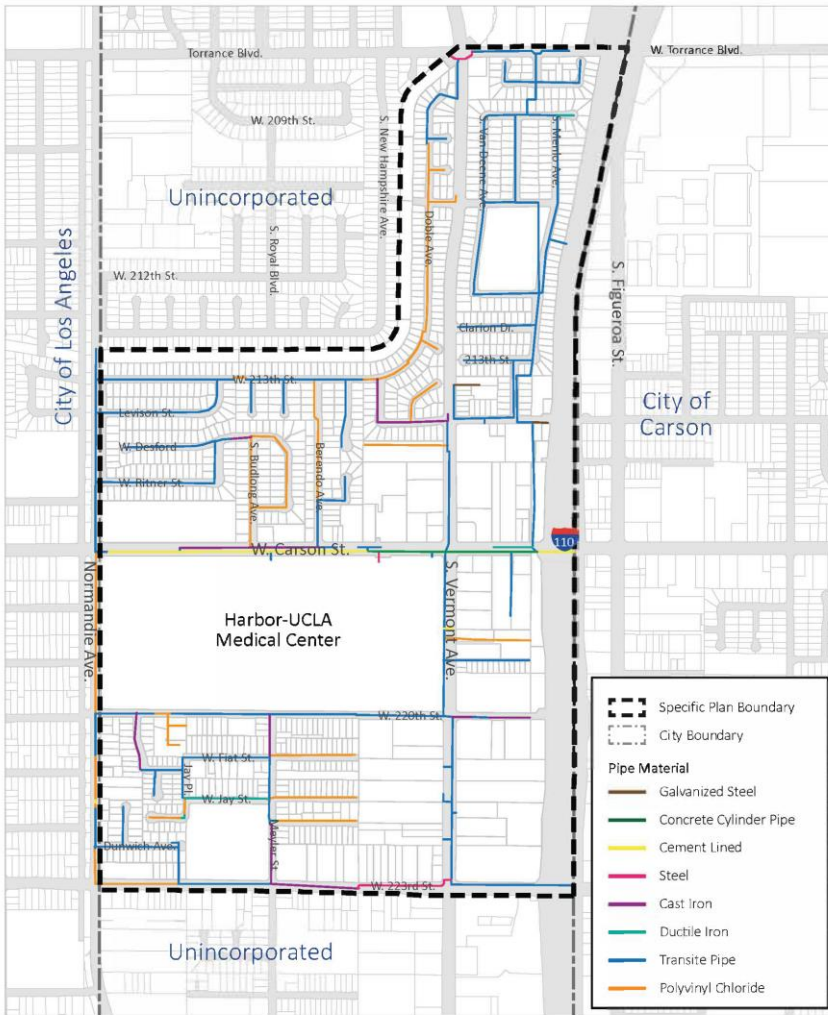 Torrance Blvd.
W. Torrance Blvd.
W. 209th St.
S. New Hampshire Ave.
S. Van Deene Ave.
S. Menlo Ave.
Unincorporated
S. Royal Blvd.
Doble Ave.
City of Los Angeles
W. 212th St.
S. Figueroa St.
Clarion Dr.
213th St.
W. 213th St.
City of
Carson
Levison St.
W. Desford
S. Budlong Ave.
Berendo Ave.
W. Ritner St.
W. Carson St.
110
Normandie Ave.
Harbor-UCLA
Medical Center
S. Vermont Ave.
W. 220th St.
W. Fiat St.
Jay Pl.
W. Jay St.
Meyler St.
Dunwich Ave.
W. 223rd St.
Unincorporated
Specific Plan Boundary
City Boundary
Pipe Material
Galvanized Steel
Concrete Cylinder Pipe
Cement Lined
Steel
Cast Iron
Ductile Iron
Transite Pipe
Polyvinyl Chloride